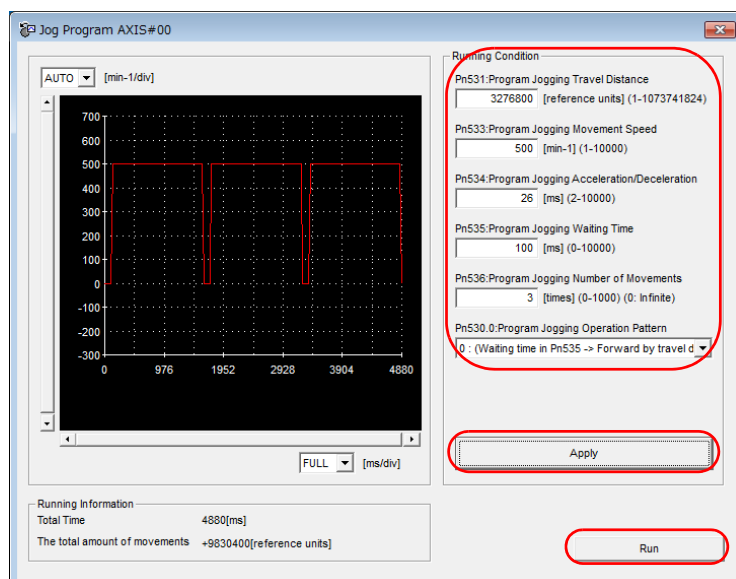 Jog Program AXIS#00
AUTO [min-1/div]
700
600
500
400
300
200
100
0
-100
-200
-300
0 976 1952 2928 3904 4880
FULL [ms/div]
Running Condition
Pn531:Program Jogging Travel Distance
3276800 [reference units] (1-1073741824)
Pn533:Program Jogging Movement Speed
500 [min-1] (1-10000)
Pn534:Program Jogging Acceleration/Deceleration
26 [ms] (2-10000)
Pn535:Program Jogging Waiting Time
100 [ms] (0-10000)
Pn536:Program Jogging Number of Movements
3 [times] (0-1000) (0: Infinite)
Pn530.0:Program Jogging Operation Pattern
0 : (Waiting time in Pn535 -> Forward by travel d
Apply
Running Information
Total Time 4880[ms]
The total amount of movements +9830400[reference units]
Run